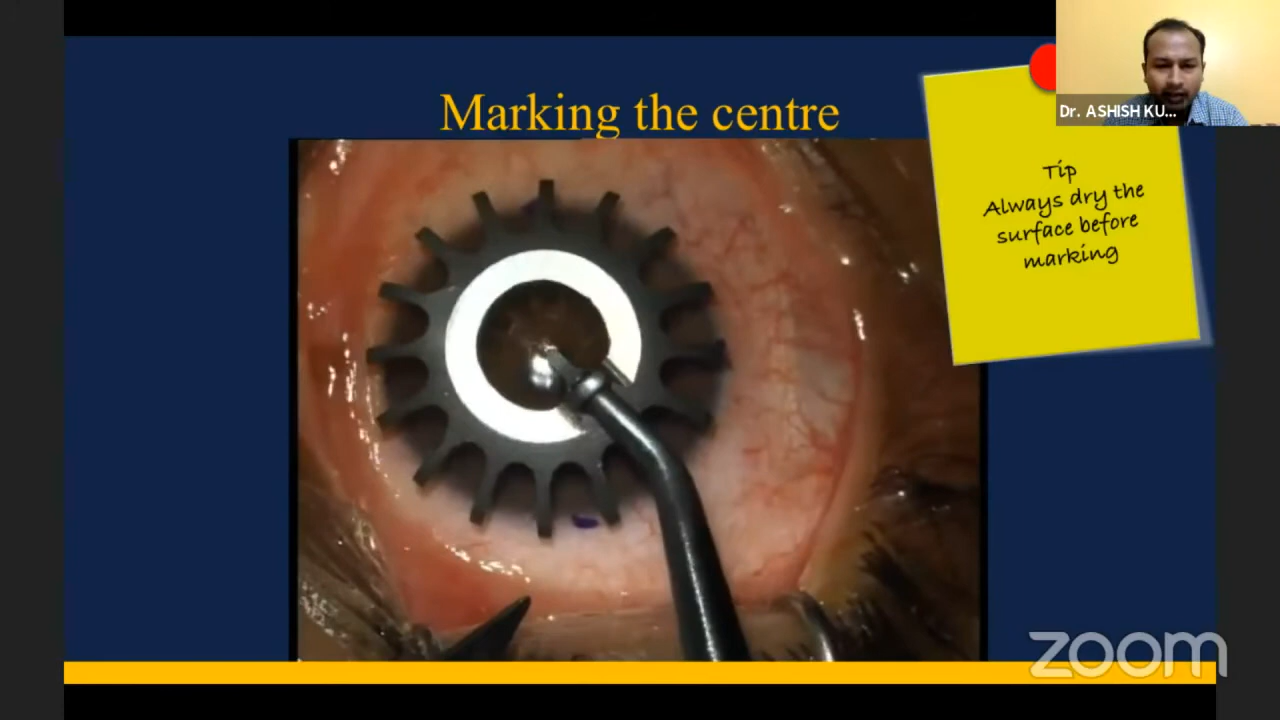 Marking the centre
Dr. ASHISH KU...
Tip
Always dry the
surface before
marking
zoom